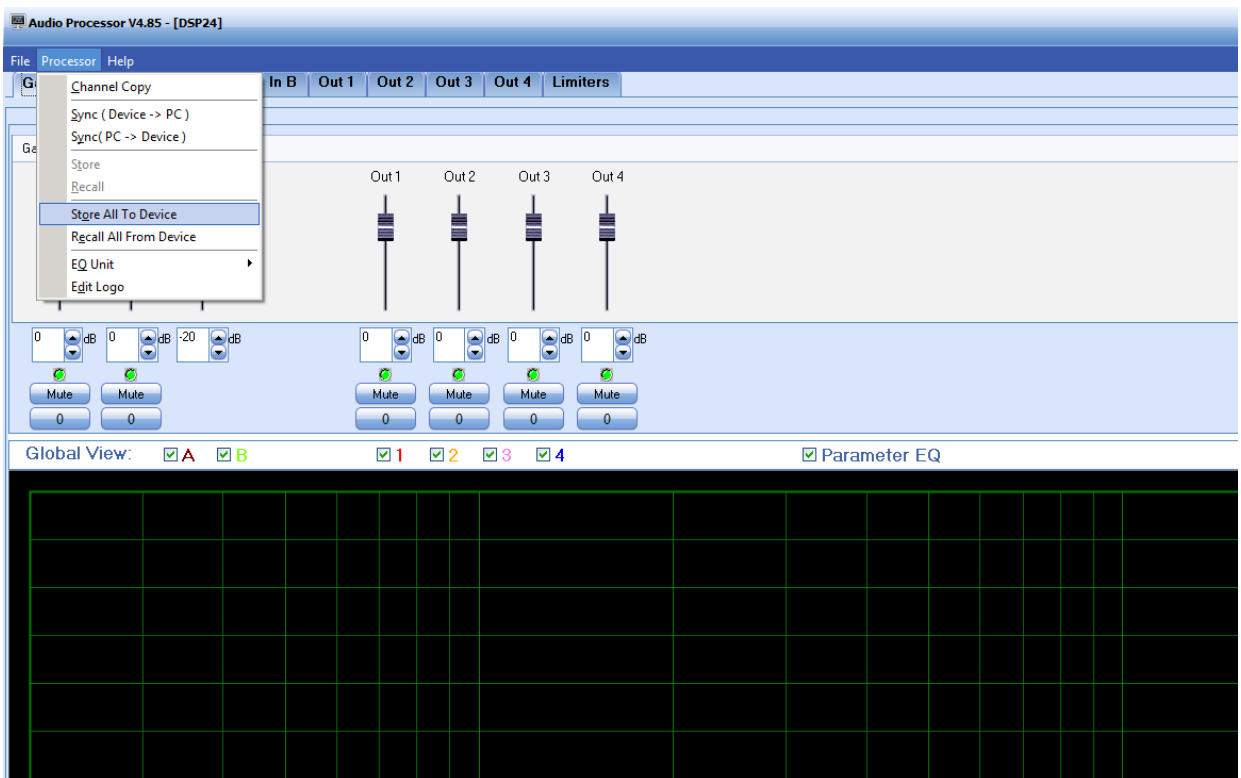 Audio Processor V4.85 - [DSP24]
File Processor Help
In B Out 1 Out 2 Out 3 Out 4 Limiters
Channel Copy
Sync ( Device -> PC )
Sync( PC -> Device )
Store
Recall
Store All To Device
Recall All From Device
EQ Unit
Edit Logo
Out 1 Out 2 Out 3 Out 4
0 dB 0 dB -20 dB 0 dB 0 dB 0 dB 0 dB
Mute Mute Mute Mute Mute Mute
0 0 0 0 0 0
Global View: A B 1 2 3 4 Parameter EQ